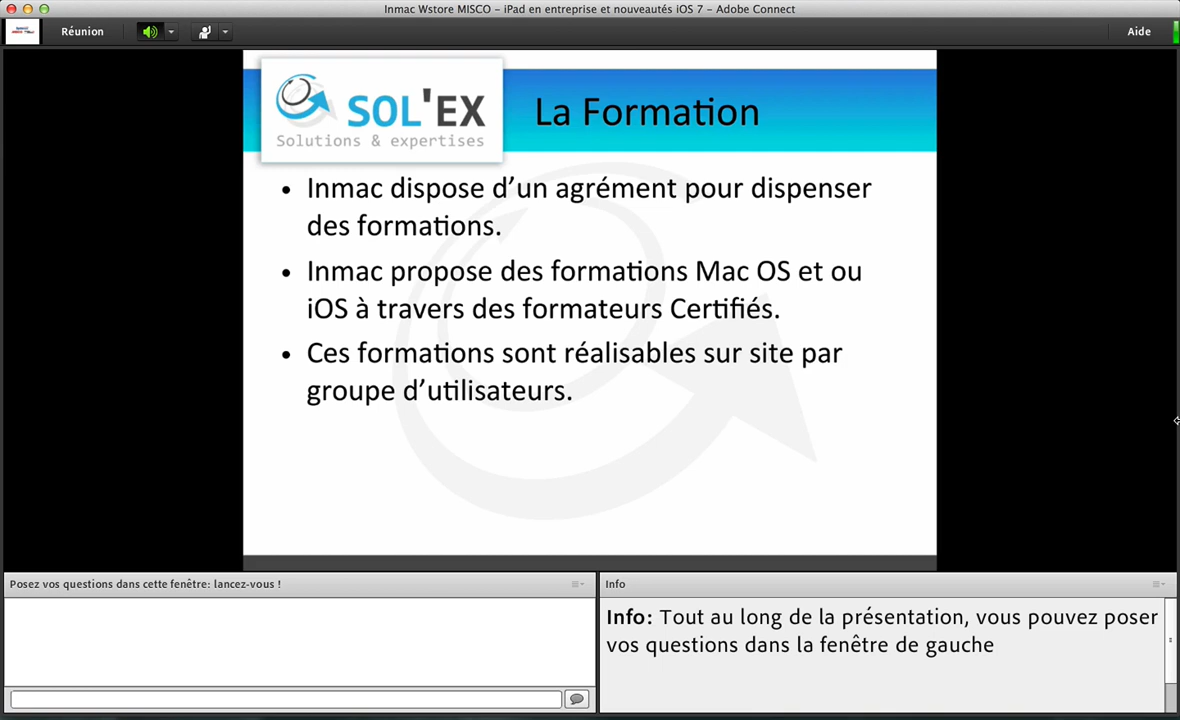 Inmac Wstore MISCO – iPad en entreprise et nouveautés iOS 7 – Adobe Connect
Réunion
Aide
SOL'EX
Solutions & expertises
La Formation
• Inmac dispose d’un agrément pour dispenser
des formations.
• Inmac propose des formations Mac OS et ou
iOS à travers des formateurs Certifiés.
• Ces formations sont réalisables sur site par
groupe d’utilisateurs.
Posez vos questions dans cette fenêtre: lancez-vous !
Info
Info: Tout au long de la présentation, vous pouvez poser
vos questions dans la fenêtre de gauche